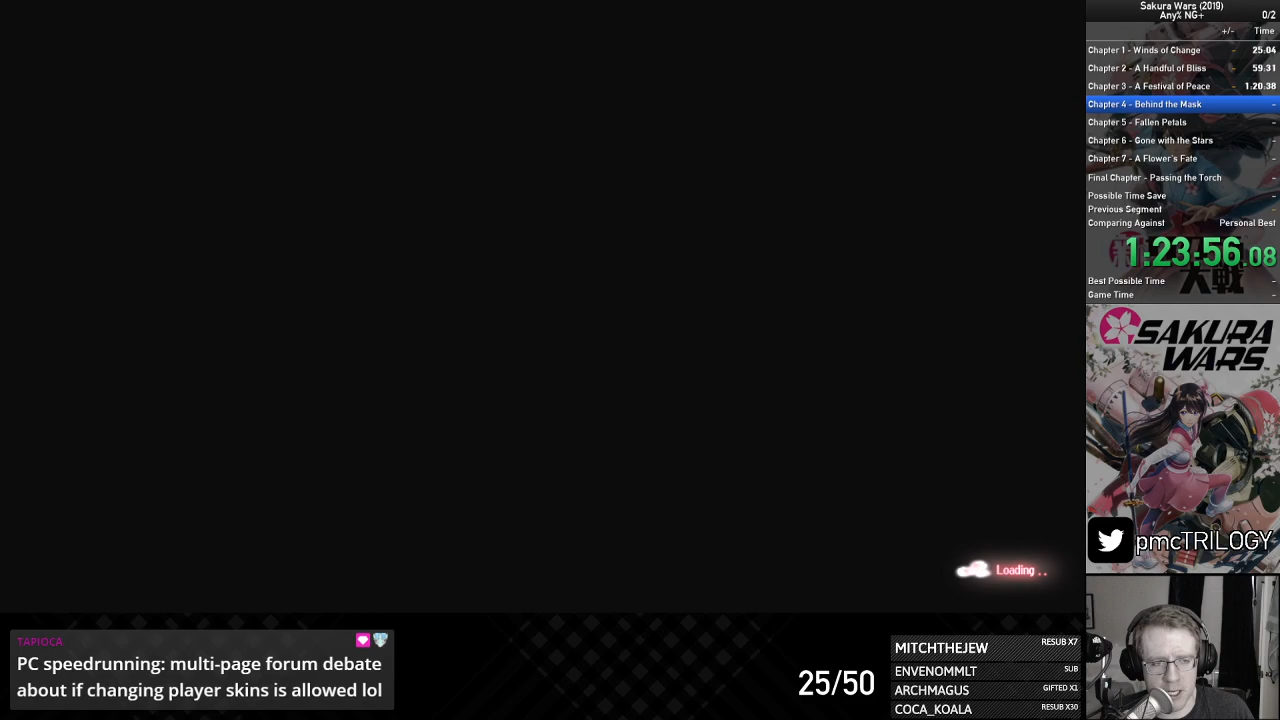 Sakura Wars (2019)
Any% NG+ 0/2
+/- Time
Chapter 1 - Winds of Change - 25.04
Chapter 2 - A Handful of Bliss - 59.31
Chapter 3 - A Festival of Peace - 1:20:38
Chapter 4 - Behind the Mask -
Chapter 5 - Fallen Petals -
Chapter 6 - Gone with the Stars -
Chapter 7 - A Flower's Fate -
Final Chapter - Passing the Torch -
Possible Time Save -
Previous Segment -
Comparing Against Personal Best
1:23:56.08
Best Possible Time -
Game Time -
SAKURA
WARS
pmcTRILOGY
Loading . .
TAPIOCA
PC speedrunning: multi-page forum debate
about if changing player skins is allowed lol
25/50
MITCHTHEJEW RESUB X7
ENVENOMMLT SUB
ARCHMAGUS GIFTED X1
COCA_KOALA RESUB X30